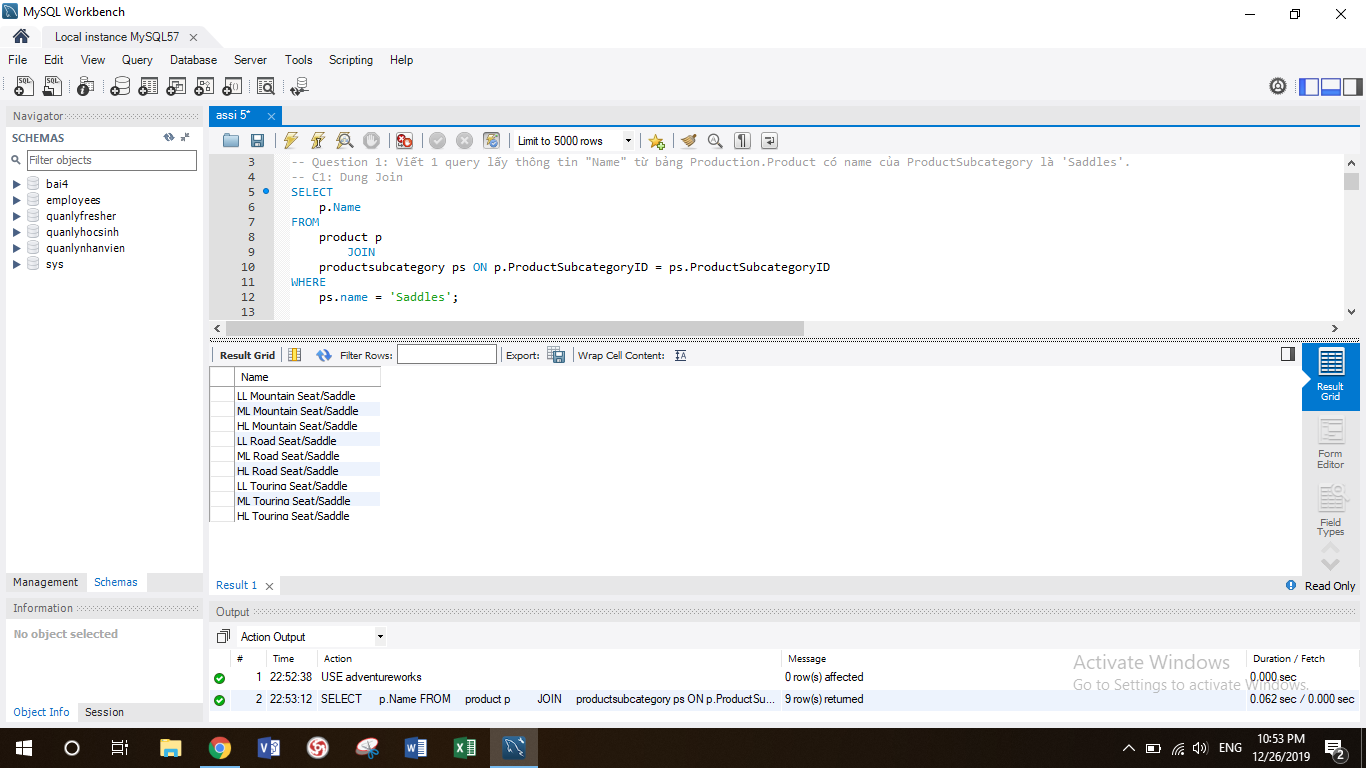 MySQL Workbench
Local instance MySQL57
File Edit View Query Database Server Tools Scripting Help
Navigator
SCHEMAS
Filter objects
bai4
employees
quanlyfresher
quanlyhocsinh
quanlynhanvien
sys
Management Schemas
Information
No object selected
Object Info Session
assi 5*
Limit to 5000 rows
3 -- Question 1: Viết 1 query lấy thông tin "Name" từ bảng Production.Product có name của ProductSubcategory là 'Saddles'.
4 -- C1: Dung Join
5 SELECT
6 p.Name
7 FROM
8 product p
9 JOIN
10 productsubcategory ps ON p.ProductSubcategoryID = ps.ProductSubcategoryID
11 WHERE
12 ps.name = 'Saddles';
13
Result Grid Filter Rows: Export: Wrap Cell Content:
Name
LL Mountain Seat/Saddle
ML Mountain Seat/Saddle
HL Mountain Seat/Saddle
LL Road Seat/Saddle
ML Road Seat/Saddle
HL Road Seat/Saddle
LL Touring Seat/Saddle
ML Touring Seat/Saddle
HL Touring Seat/Saddle
Result
Grid
Form
Editor
Field
Types
Result 1
Read Only
Output
Action Output
# Time Action Message Duration / Fetch
1 22:52:38 USE adventureworks 0 row(s) affected 0.000 sec
2 22:53:12 SELECT p.Name FROM product p JOIN productsubcategory ps ON p.ProductSu... 9 row(s) returned 0.062 sec / 0.000 sec
Activate Windows
Go to Settings to activate Windows.
ENG
10:53 PM
12/26/2019
2